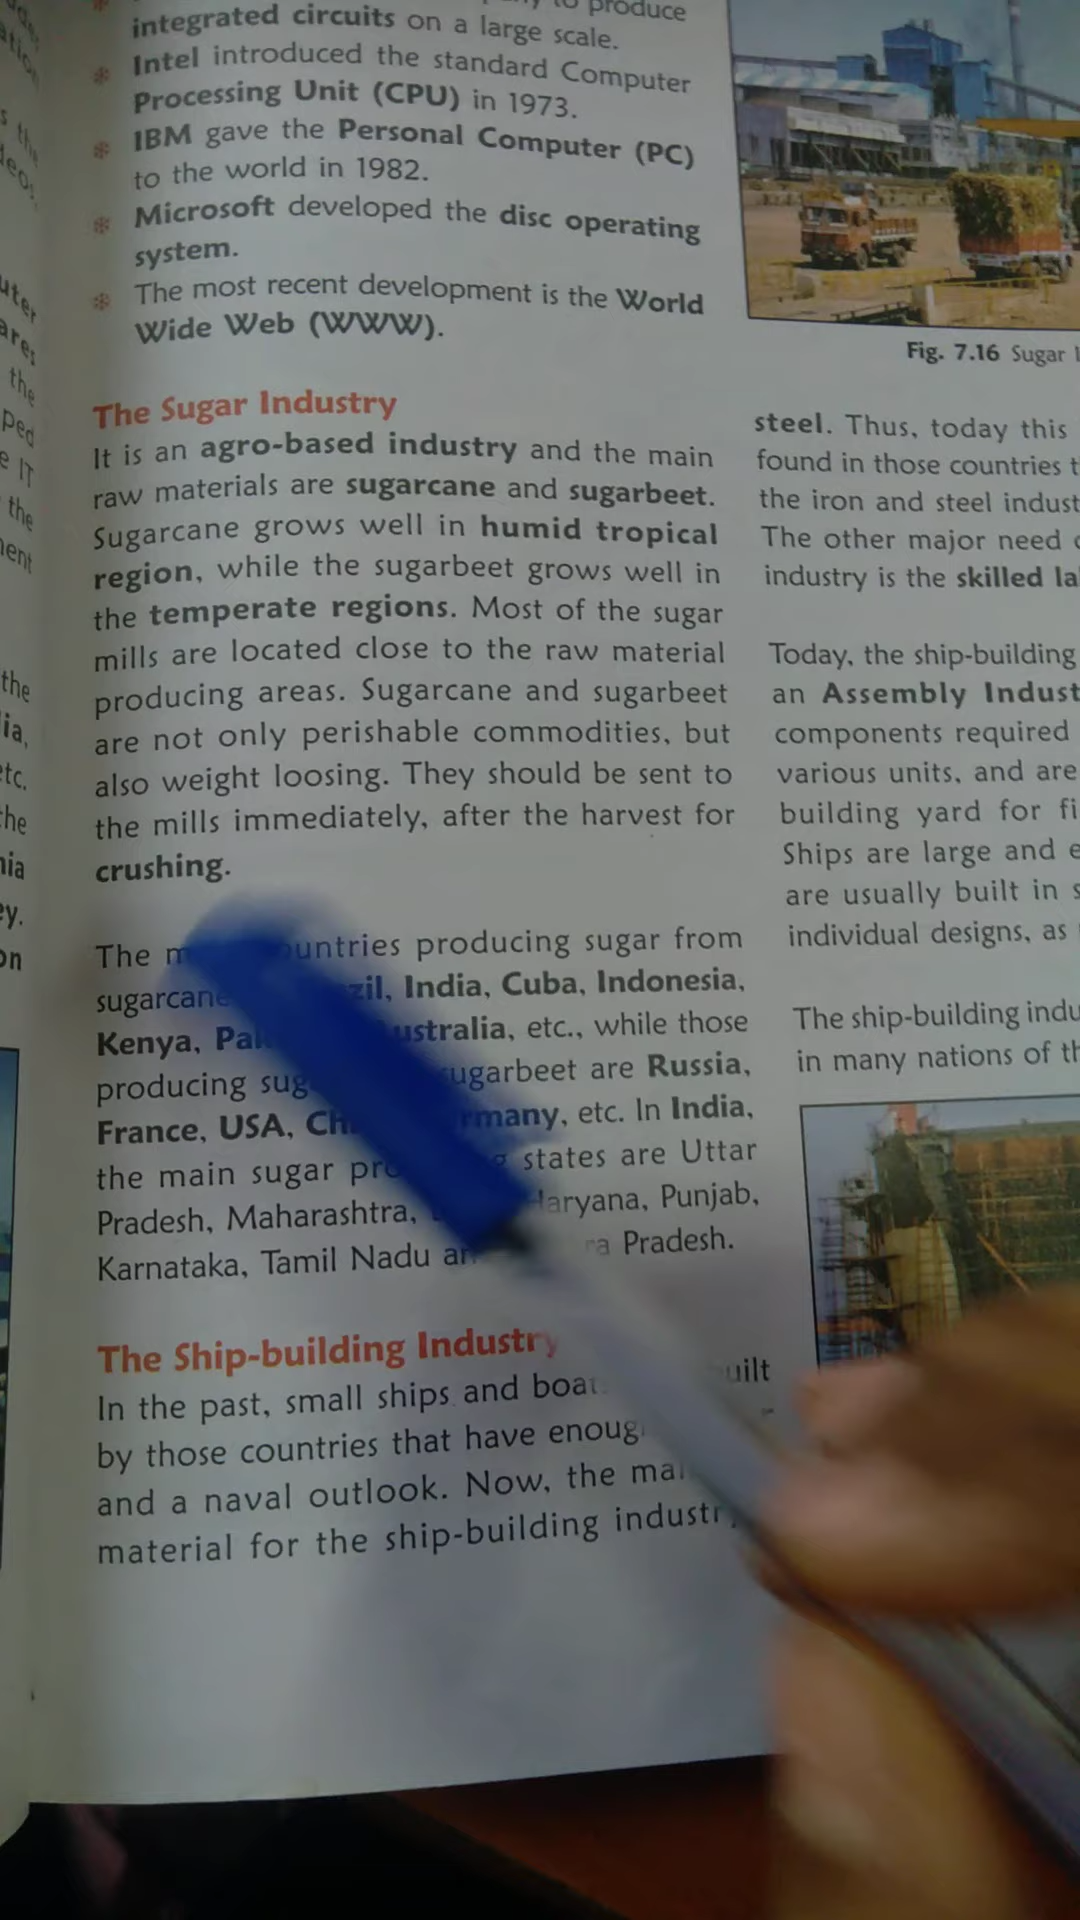 produce
integrated circuits on a large scale.
Intel introduced the standard Computer
Processing Unit (CPU) in 1973.
IBM gave the Personal Computer (PC)
to the world in 1982.
Microsoft developed the disc operating
system.
The most recent development is the World
Wide Web (WWW).
The Sugar Industry
It is an agro-based industry and the main
raw materials are sugarcane and sugarbeet.
Sugarcane grows well in humid tropical
region, while the sugarbeet grows well in
the temperate regions. Most of the sugar
mills are located close to the raw material
producing areas. Sugarcane and sugarbeet
are not only perishable commodities, but
also weight loosing. They should be sent to
the mills immediately, after the harvest for
crushing.
The countries producing sugar from
sugarcane India, Cuba, Indonesia,
Kenya, Australia, etc., while those
producing sugarbeet are Russia,
France, USA, etc. In India,
the main sugar states are Uttar
Pradesh, Maharashtra, Haryana, Punjab,
Karnataka, Tamil Nadu Pradesh.
The Ship-building Industry
In the past, small ships and
by those countries that have
and a naval outlook. Now, the
material for the ship-building
Fig. 7.16 Sugar
steel. Thus, today this
found in those countries
the iron and steel
The other major need
industry is the skilled
Today, the ship-building
an Assembly
components required
various units, and are
building yard for
Ships are large and
are usually built in
individual designs, as
The ship-building
in many nations of
the
the
the
the